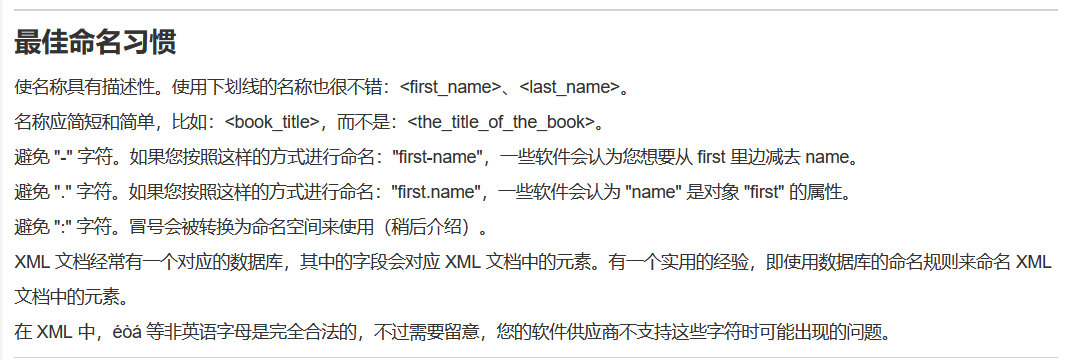 最佳命名习惯
使名称具有描述性。使用下划线的名称也很不错：<first_name>、<last_name>。
名称应简短和简单，比如：<book_title>，而不是：<the_title_of_the_book>。
避免 "-" 字符。如果您按照这样的方式进行命名："first-name"，一些软件会认为您想要从 first 里边减去 name。
避免 "." 字符。如果您按照这样的方式进行命名："first.name"，一些软件会认为 "name" 是对象 "first" 的属性。
避免 ":" 字符。冒号会被转换为命名空间来使用（稍后介绍）。
XML 文档经常有一个对应的数据库，其中的字段会对应 XML 文档中的元素。有一个实用的经验，即使用数据库的命名规则来命名 XML
文档中的元素。
在 XML 中，éòá 等非英语字母是完全合法的，不过需要留意，您的软件供应商不支持这些字符时可能出现的问题。